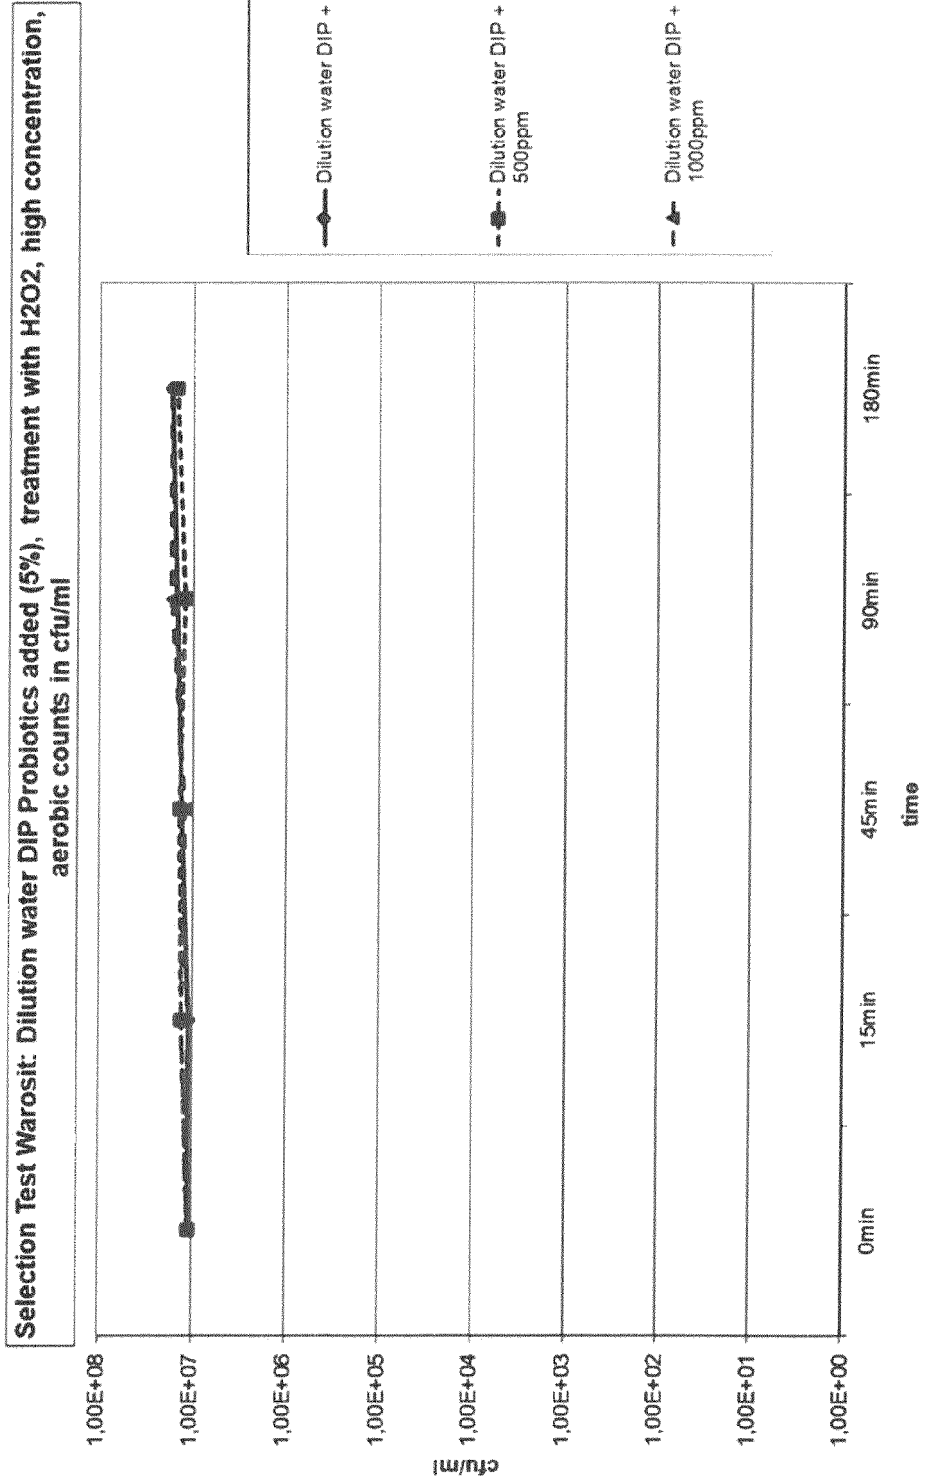 Selection Test Warosit: Dilution water DIP Probiotics added (5%), treatment with H2O2, high concentration,
aerobic counts in cfu/ml
1,00E+08
1,00E+07
1,00E+06
1,00E+05
1,00E+04
1,00E+03
1,00E+02
1,00E+01
1,00E+00
cfu/ml
0min
15min
45min
90min
180min
time
Dilution water DIP +
Dilution water DIP +
500ppm
Dilution water DIP +
1000ppm